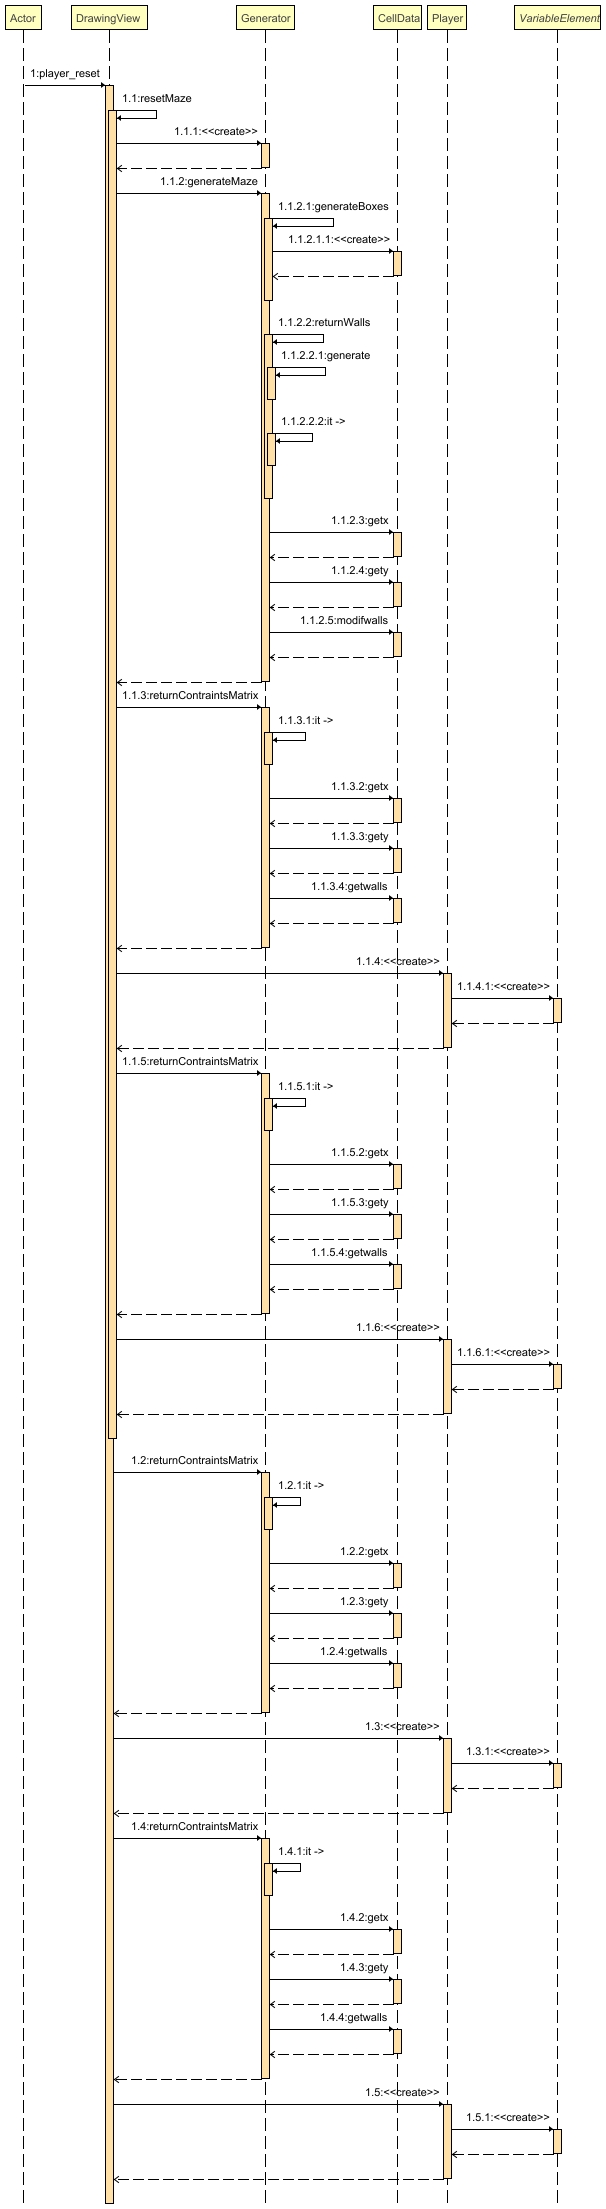 Actor
DrawingView
Generator
CellData
Player
VariableElement
1:player_reset
1.1:resetMaze
1.1.1:<<create>>
1.1.2:generateMaze
1.1.2.1:generateBoxes
1.1.2.1.1:<<create>>
1.1.2.2:returnWalls
1.1.2.2.1:generate
1.1.2.2.2:it ->
1.1.2.3:getx
1.1.2.4:gety
1.1.2.5:modifwalls
1.1.3:returnContraintsMatrix
1.1.3.1:it ->
1.1.3.2:getx
1.1.3.3:gety
1.1.3.4:getwalls
1.1.4:<<create>>
1.1.4.1:<<create>>
1.1.5:returnContraintsMatrix
1.1.5.1:it ->
1.1.5.2:getx
1.1.5.3:gety
1.1.5.4:getwalls
1.1.6:<<create>>
1.1.6.1:<<create>>
1.2:returnContraintsMatrix
1.2.1:it ->
1.2.2:getx
1.2.3:gety
1.2.4:getwalls
1.3:<<create>>
1.3.1:<<create>>
1.4:returnContraintsMatrix
1.4.1:it ->
1.4.2:getx
1.4.3:gety
1.4.4:getwalls
1.5:<<create>>
1.5.1:<<create>>